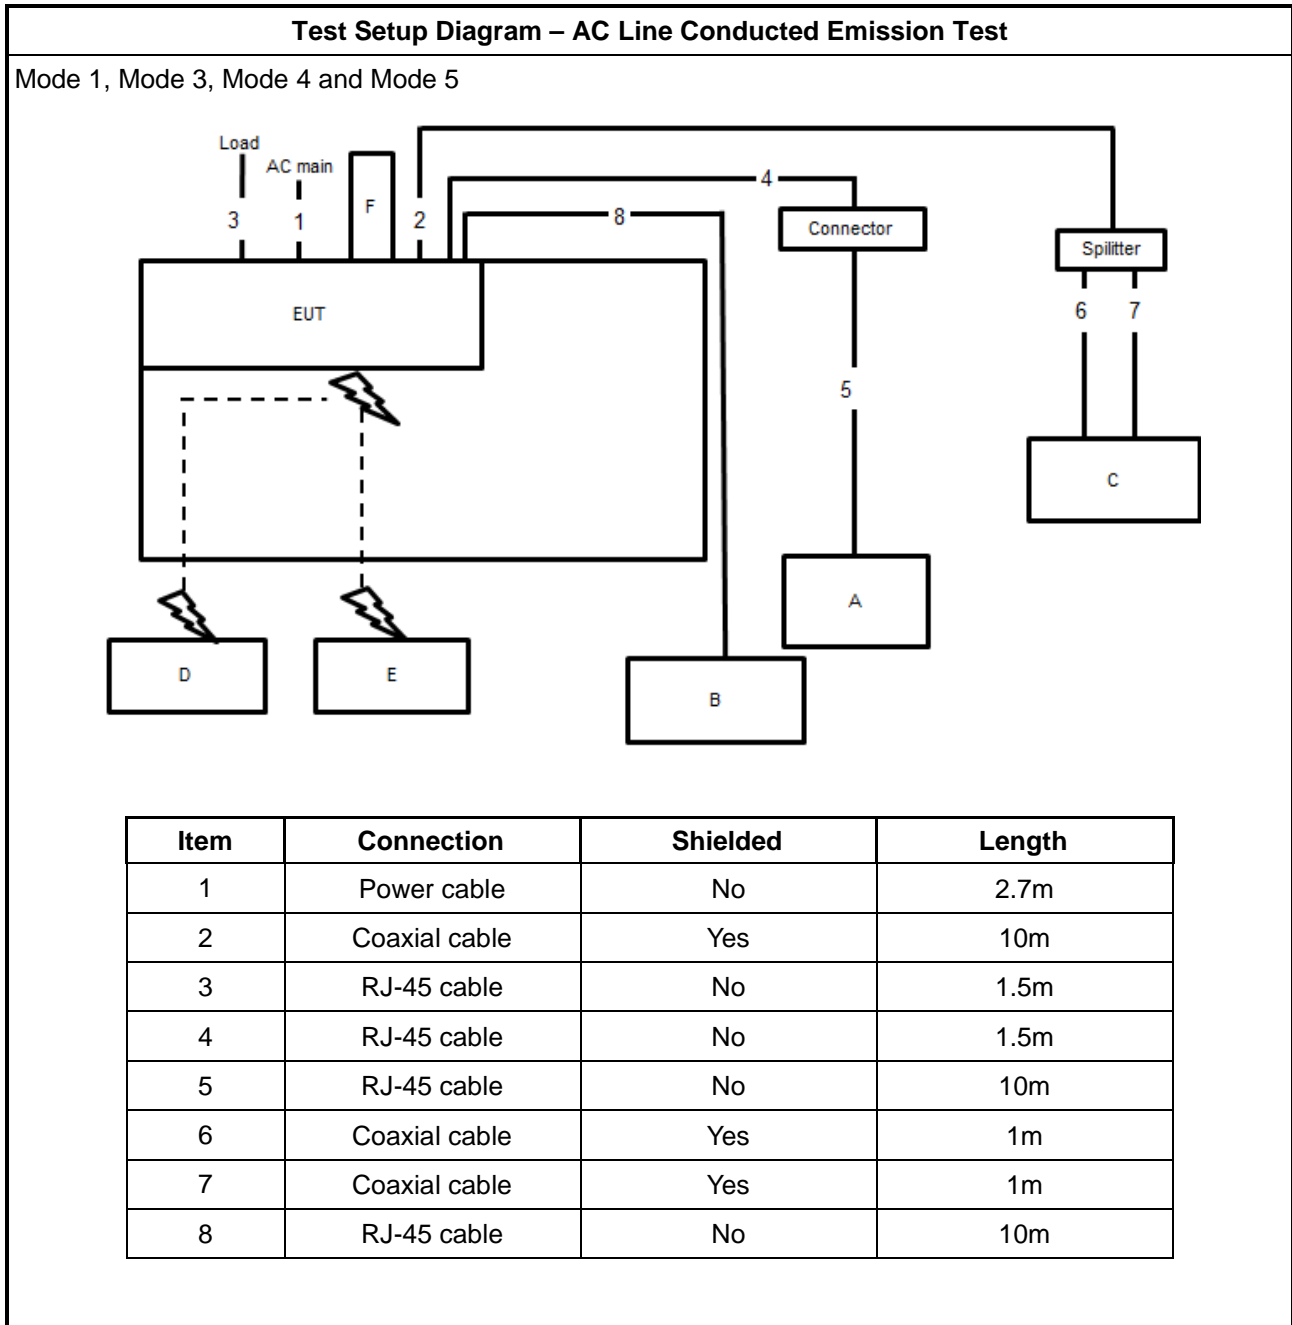 Test Setup Diagram – AC Line Conducted Emission Test
Mode 1, Mode 3, Mode 4 and Mode 5
Load
AC main
3
1
F
2
4
8
Connector
Spilitter
EUT
6
7
5
C
A
D
E
B
Item Connection Shielded Length
1 Power cable No 2.7m
2 Coaxial cable Yes 10m
3 RJ-45 cable No 1.5m
4 RJ-45 cable No 1.5m
5 RJ-45 cable No 10m
6 Coaxial cable Yes 1m
7 Coaxial cable Yes 1m
8 RJ-45 cable No 10m